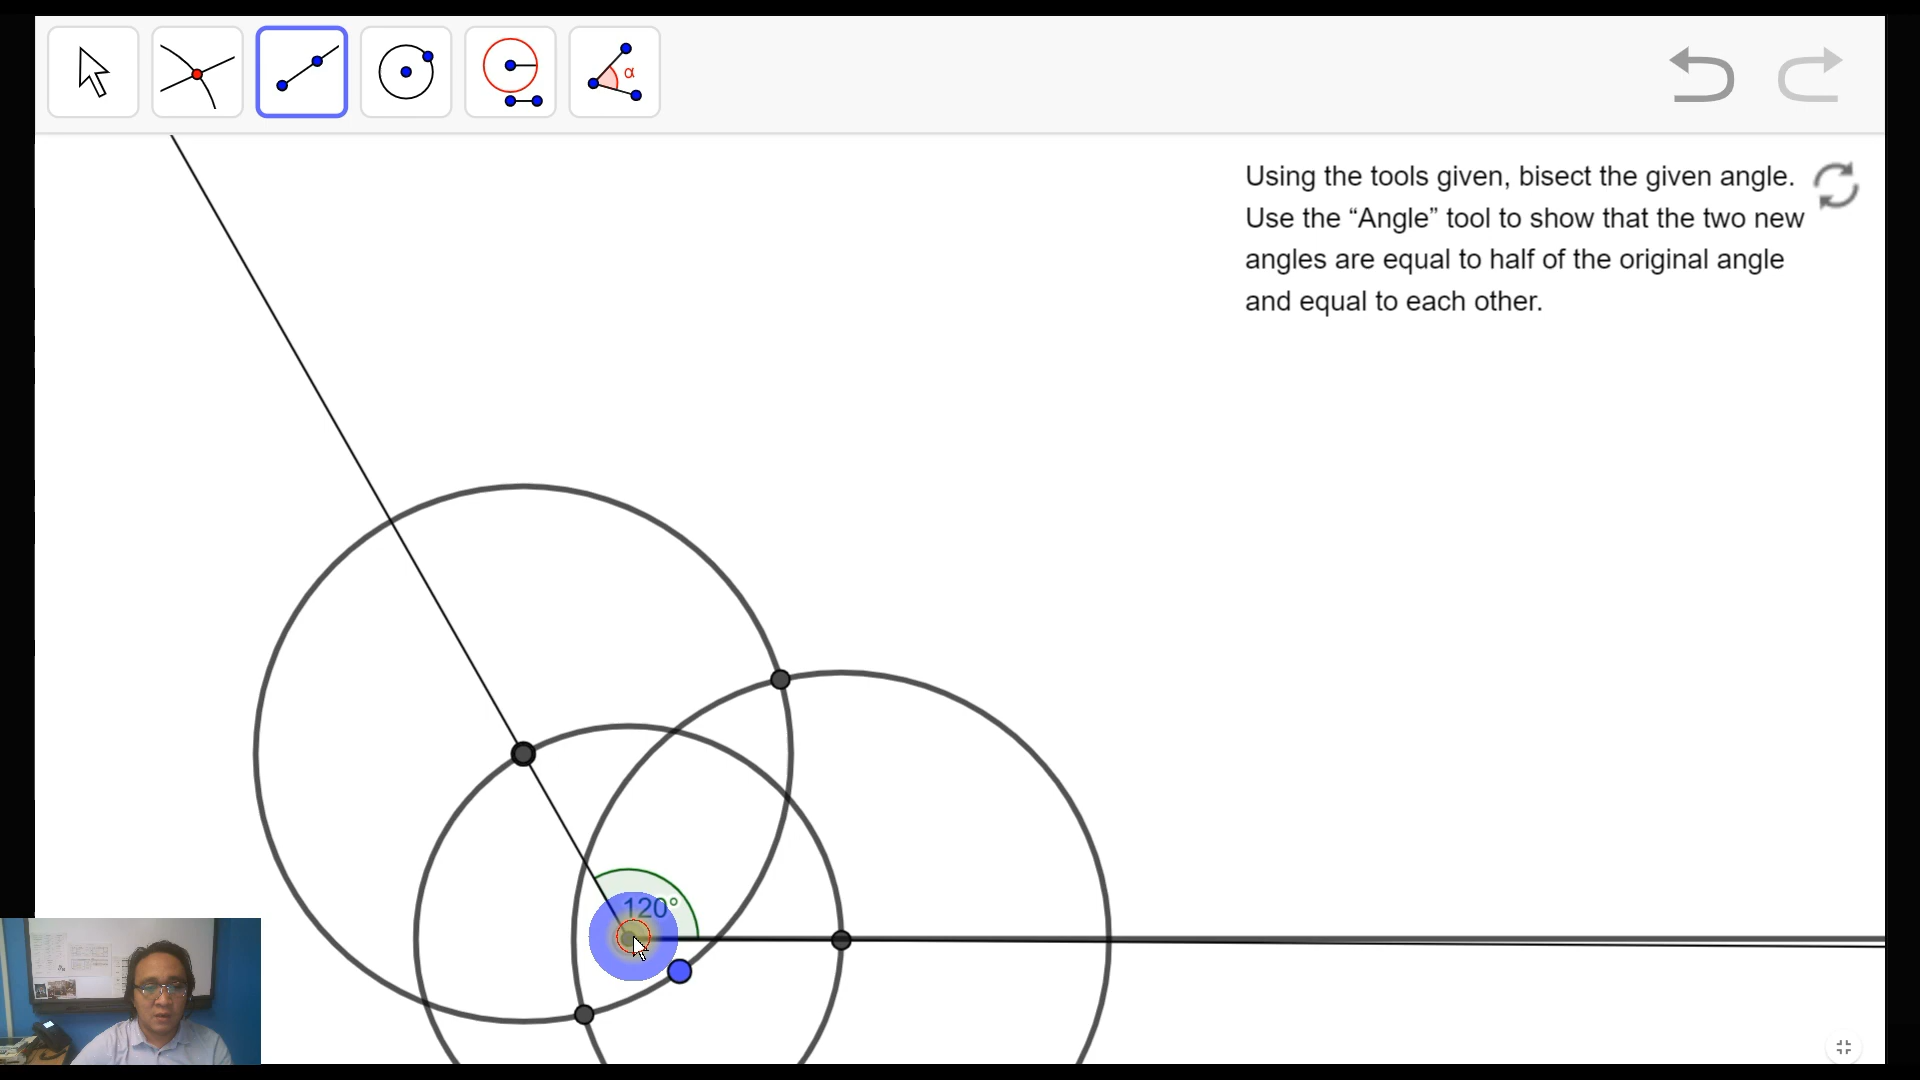 α
Using the tools given, bisect the given angle.
Use the “Angle” tool to show that the two new
angles are equal to half of the original angle
and equal to each other.
120°